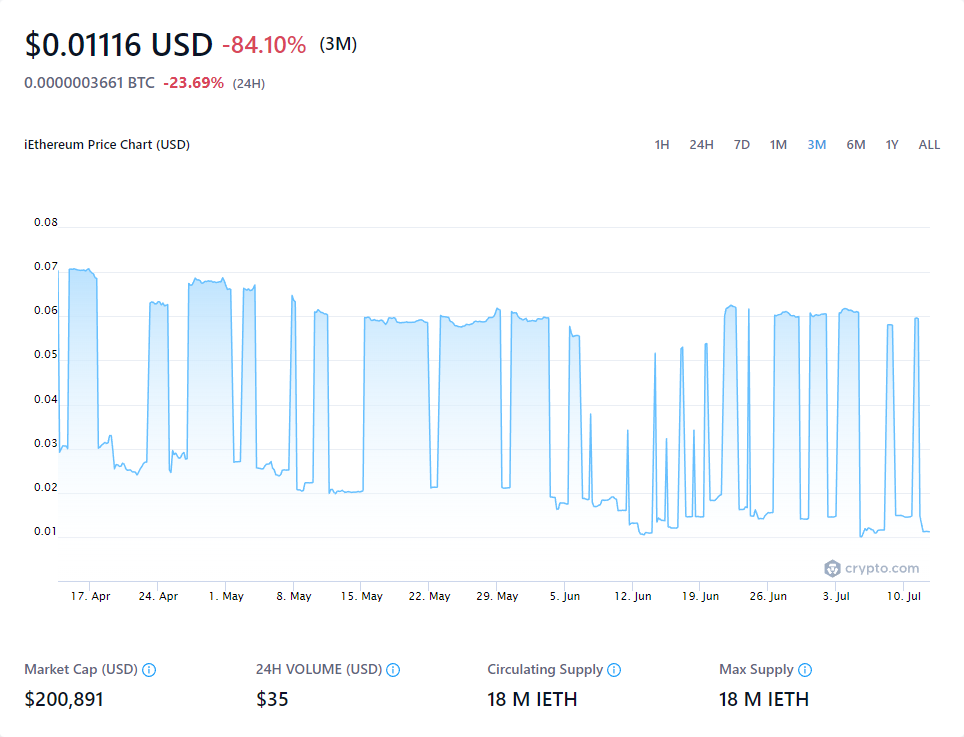 $0.01116 USD -84.10% (3M)
0.0000003661 BTC -23.69% (24H)
iEthereum Price Chart (USD) 1H 24H 7D 1M 3M 6M 1Y ALL
0.08
0.07
0.06
0.05
0.04
0.03
0.02
0.01
crypto.com
17. Apr 24. Apr 1. May 8. May 15. May 22. May 29. May 5. Jun 12. Jun 19. Jun 26. Jun 3. Jul 10. Jul
Market Cap (USD) 24H VOLUME (USD) Circulating Supply Max Supply
$200,891 $35 18 M IETH 18 M IETH